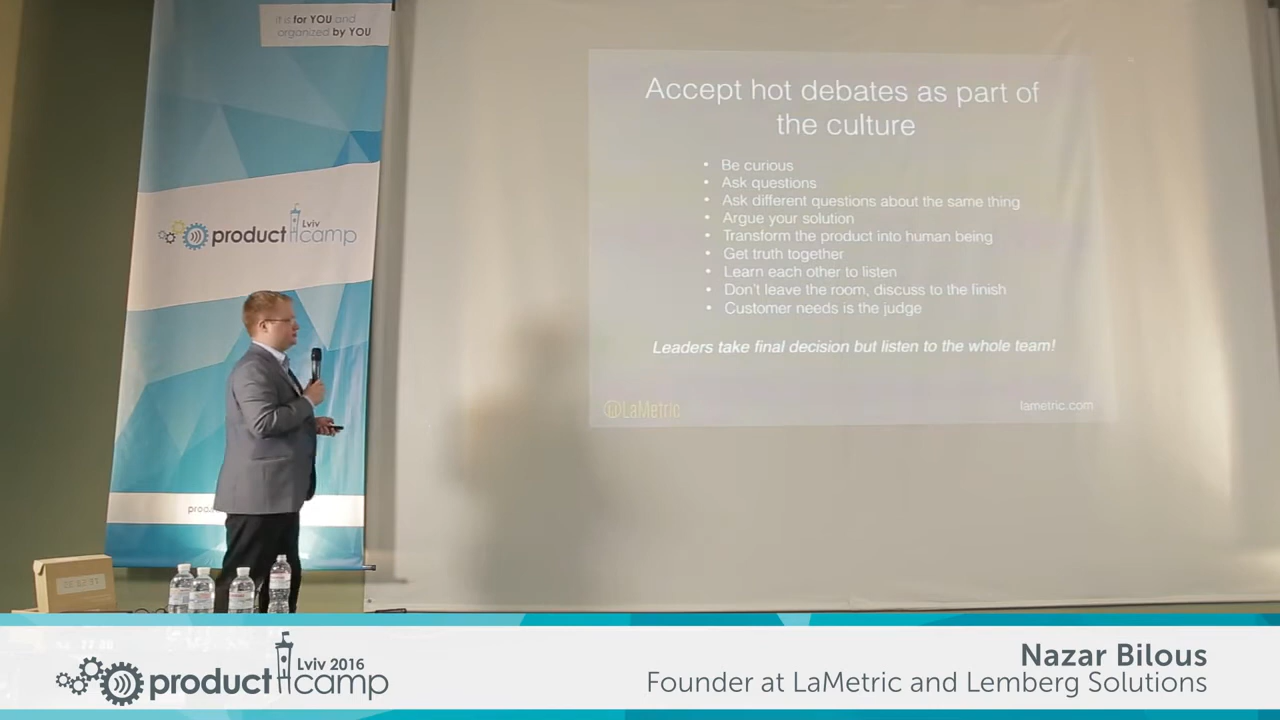 It is for YOU and
organized by YOU
Lviv
productcamp
Accept hot debates as part of
the culture
• Be curious
• Ask questions
• Ask different questions about the same thing
• Argue your solution
• Transform the product into human being
• Get truth together
• Learn each other to listen
• Don't leave the room, discuss to the finish
• Customer needs is the judge
Leaders take final decision but listen to the whole team!
@LaMetric
lametric.com
Lviv 2016
productcamp
Nazar Bilous
Founder at LaMetric and Lemberg Solutions